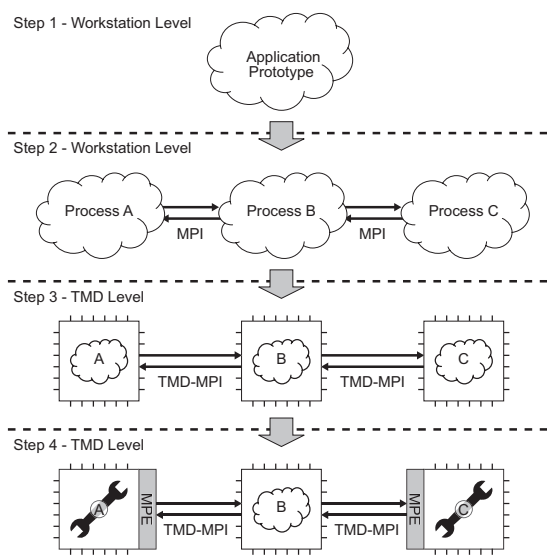 Step 1 - Workstation Level
Application
Prototype
Step 2 - Workstation Level
Process A
Process B
Process C
MPI
MPI
Step 3 - TMD Level
A
B
C
TMD-MPI
TMD-MPI
Step 4 - TMD Level
A
MPE
B
MPE
C
TMD-MPI
TMD-MPI